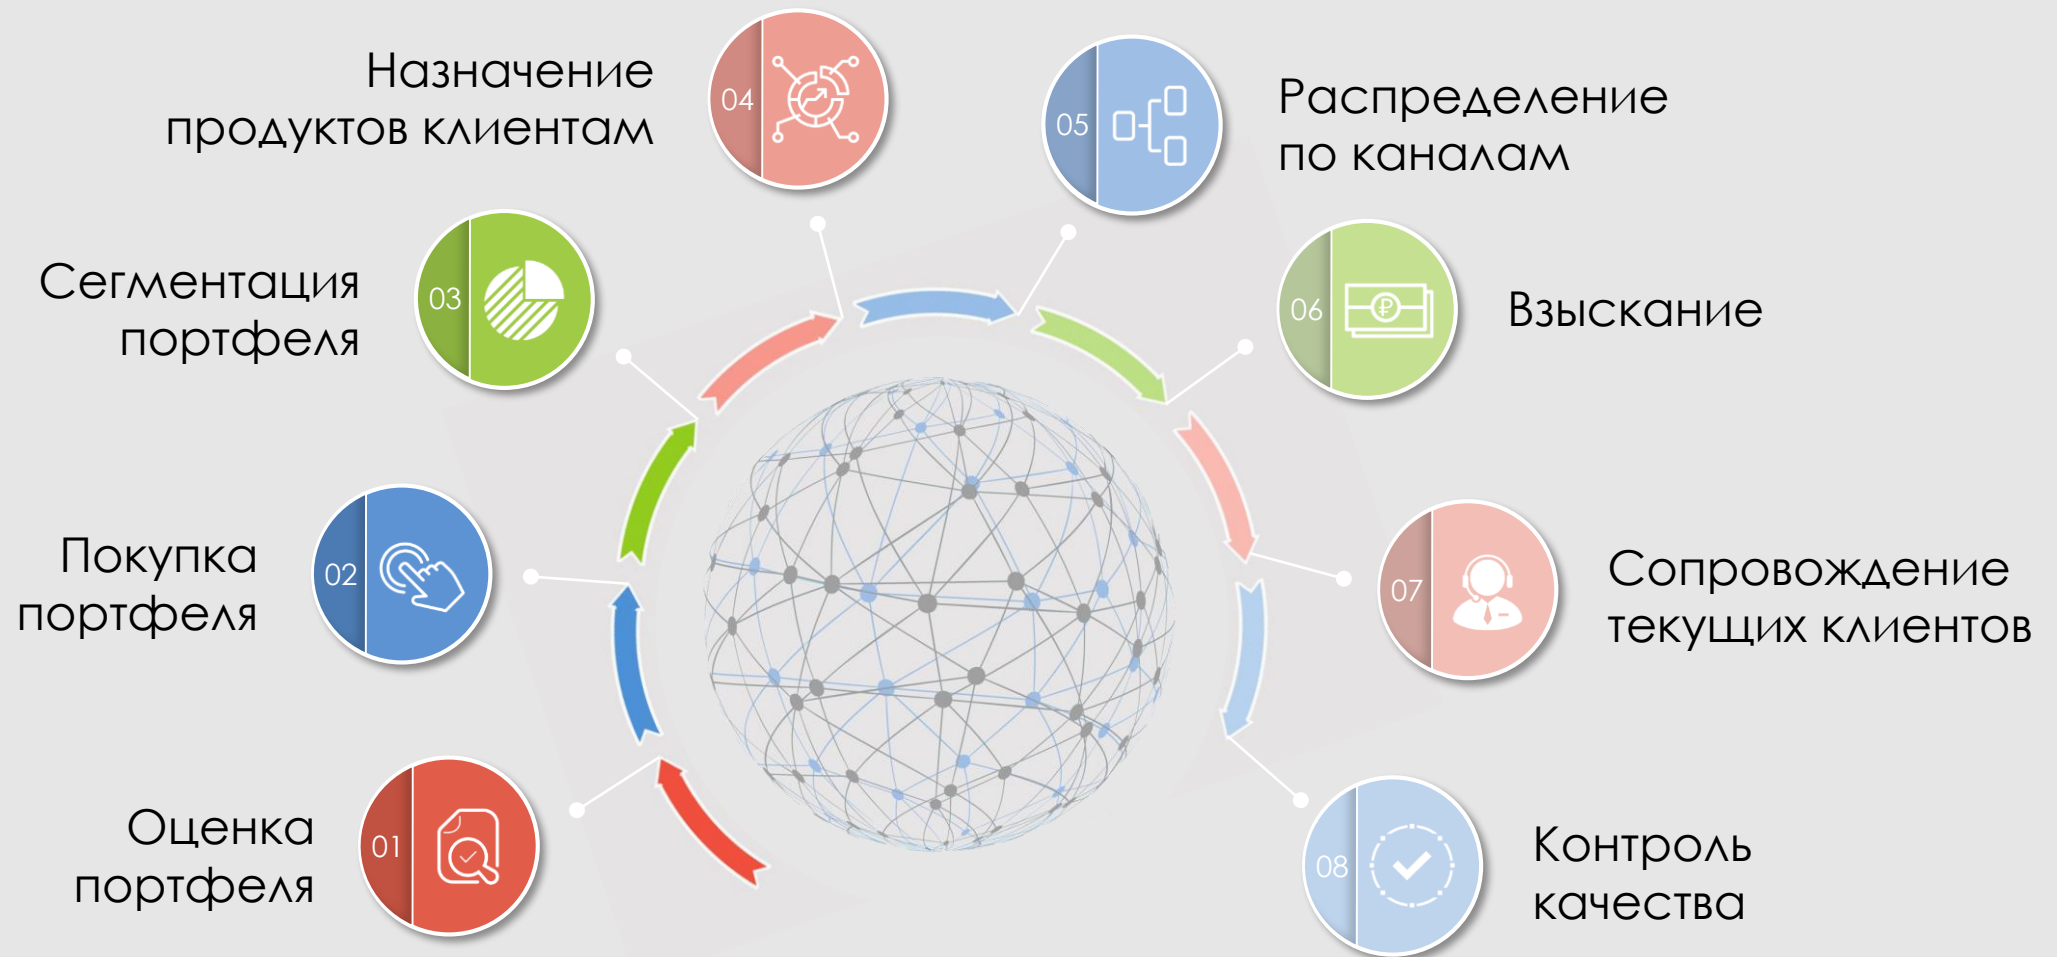 01
Оценка
портфеля
02
Покупка
портфеля
03
Сегментация
портфеля
04
Назначение
продуктов клиентам
05
Распределение
по каналам
06
₽
Взыскание
07
Сопровождение
текущих клиентов
08
Контроль
качества